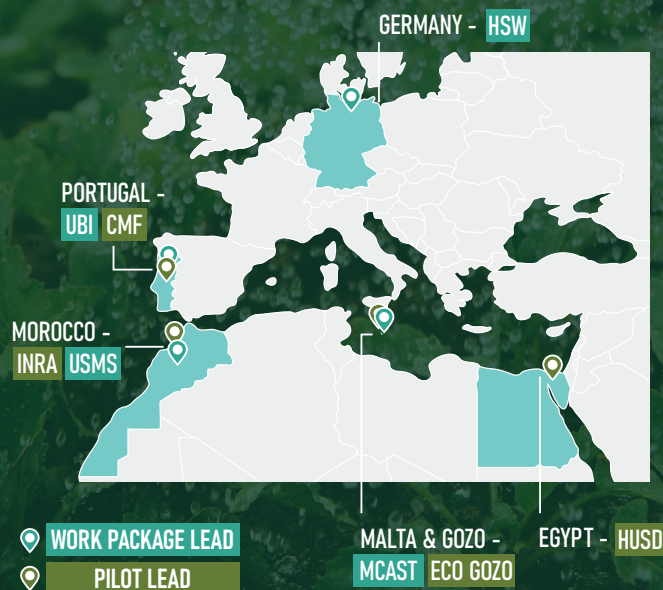 GERMANY - HSW
PORTUGAL -
UBI CMF
MOROCCO -
INRA USMS
WORK PACKAGE LEAD
PILOT LEAD
MALTA & GOZO -
MCAST ECO GOZO
EGYPT - HUSD